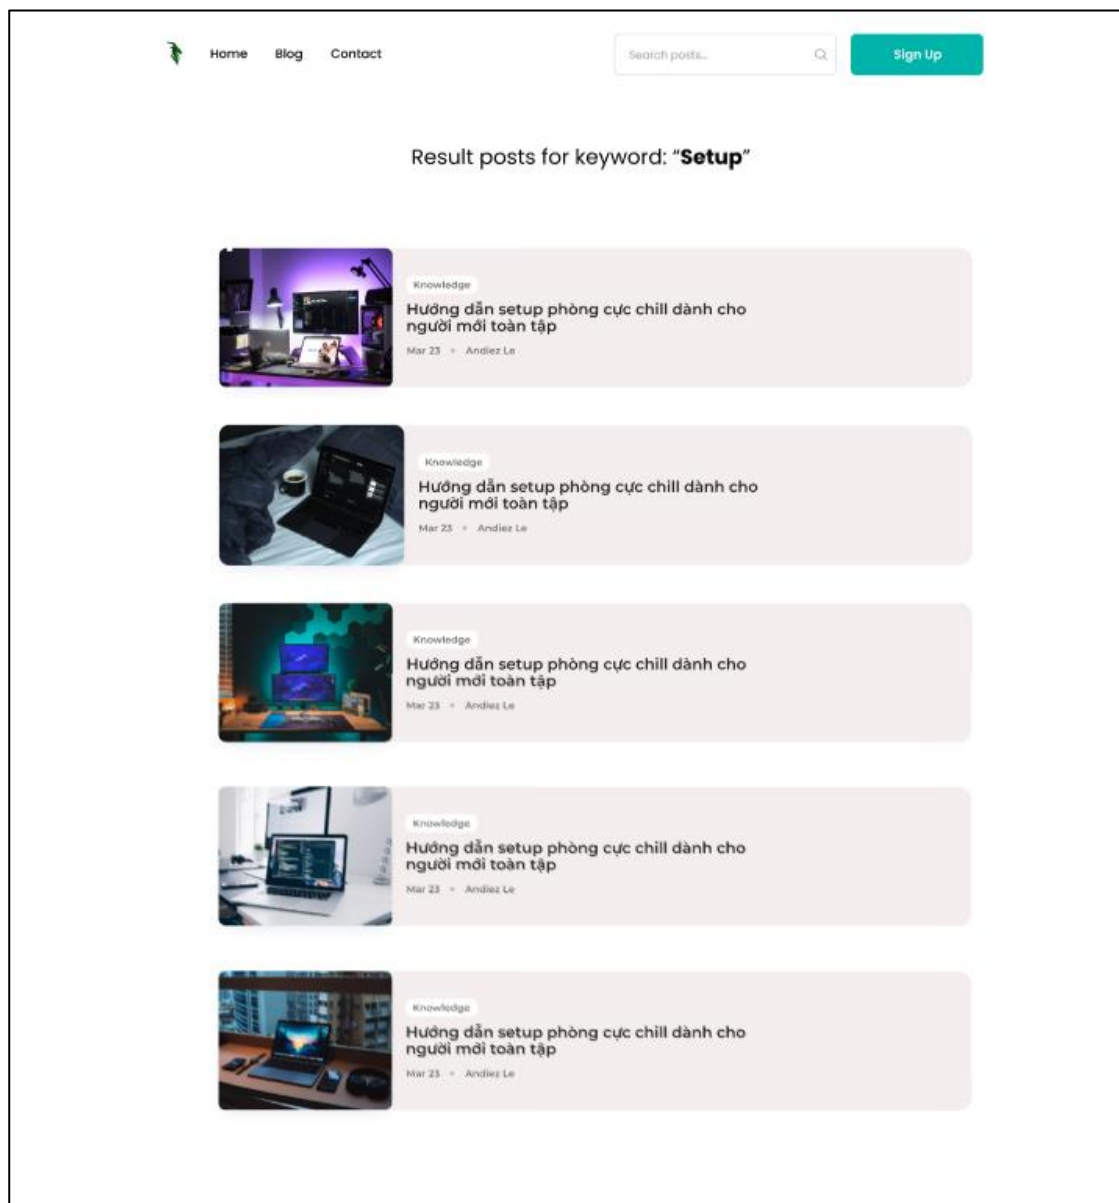 Home Blog Contact Search posts... Sign Up
Result posts for keyword: “Setup”
Knowledge
Hướng dẫn setup phòng cực chill dành cho
người mới toàn tập
Mar 23 Andiez Le
Knowledge
Hướng dẫn setup phòng cực chill dành cho
người mới toàn tập
Mar 23 Andiez Le
Knowledge
Hướng dẫn setup phòng cực chill dành cho
người mới toàn tập
Mar 23 Andiez Le
Knowledge
Hướng dẫn setup phòng cực chill dành cho
người mới toàn tập
Mar 23 Andiez Le
Knowledge
Hướng dẫn setup phòng cực chill dành cho
người mới toàn tập
Mar 23 Andiez Le